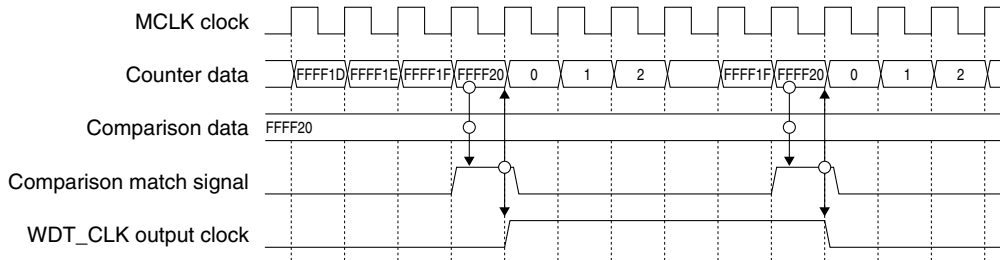 MCLK clock
Counter data FFFF1D FFFF1E FFFF1F FFFF20 0 1 2 FFFF1F FFFF20 0 1 2
Comparison data FFFF20
Comparison match signal
WDT_CLK output clock